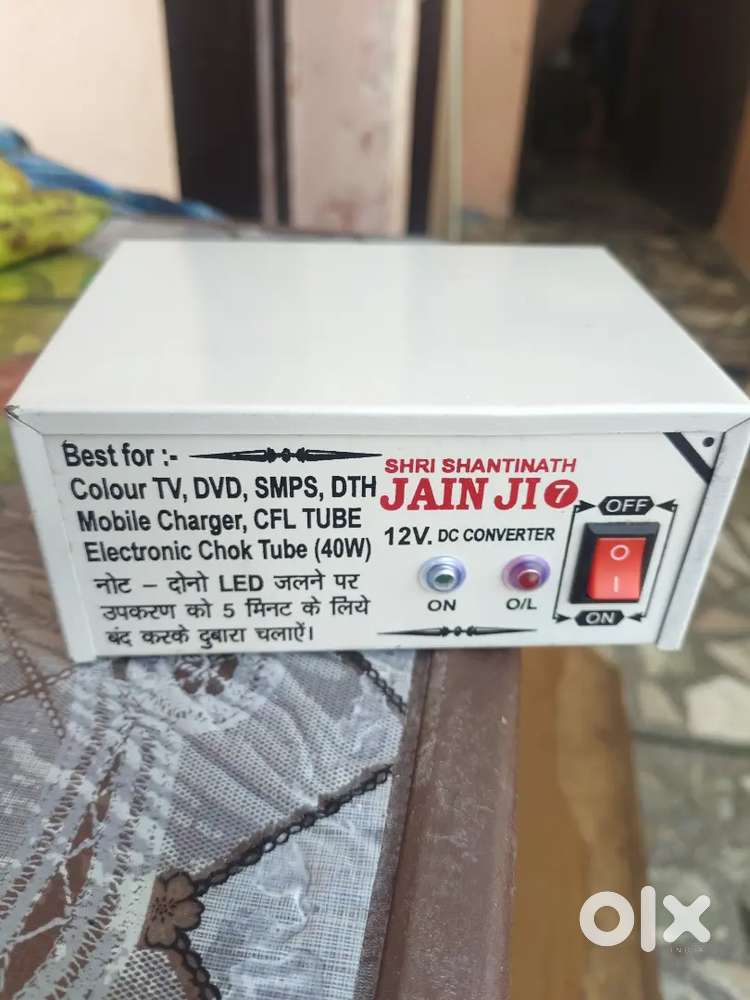 Best for :-
Colour TV, DVD, SMPS, DTH
Mobile Charger, CFL TUBE
Electronic Chok Tube (40W)
नोट – दोनो LED जलने पर
उपकरण को 5 मिनट के लिये
बंद करके दुबारा चलाऐं।
SHRI SHANTINATH
JAIN JI 7
12V. DC CONVERTER
ON
O/L
OFF
O
I
ON
olx
INDIA